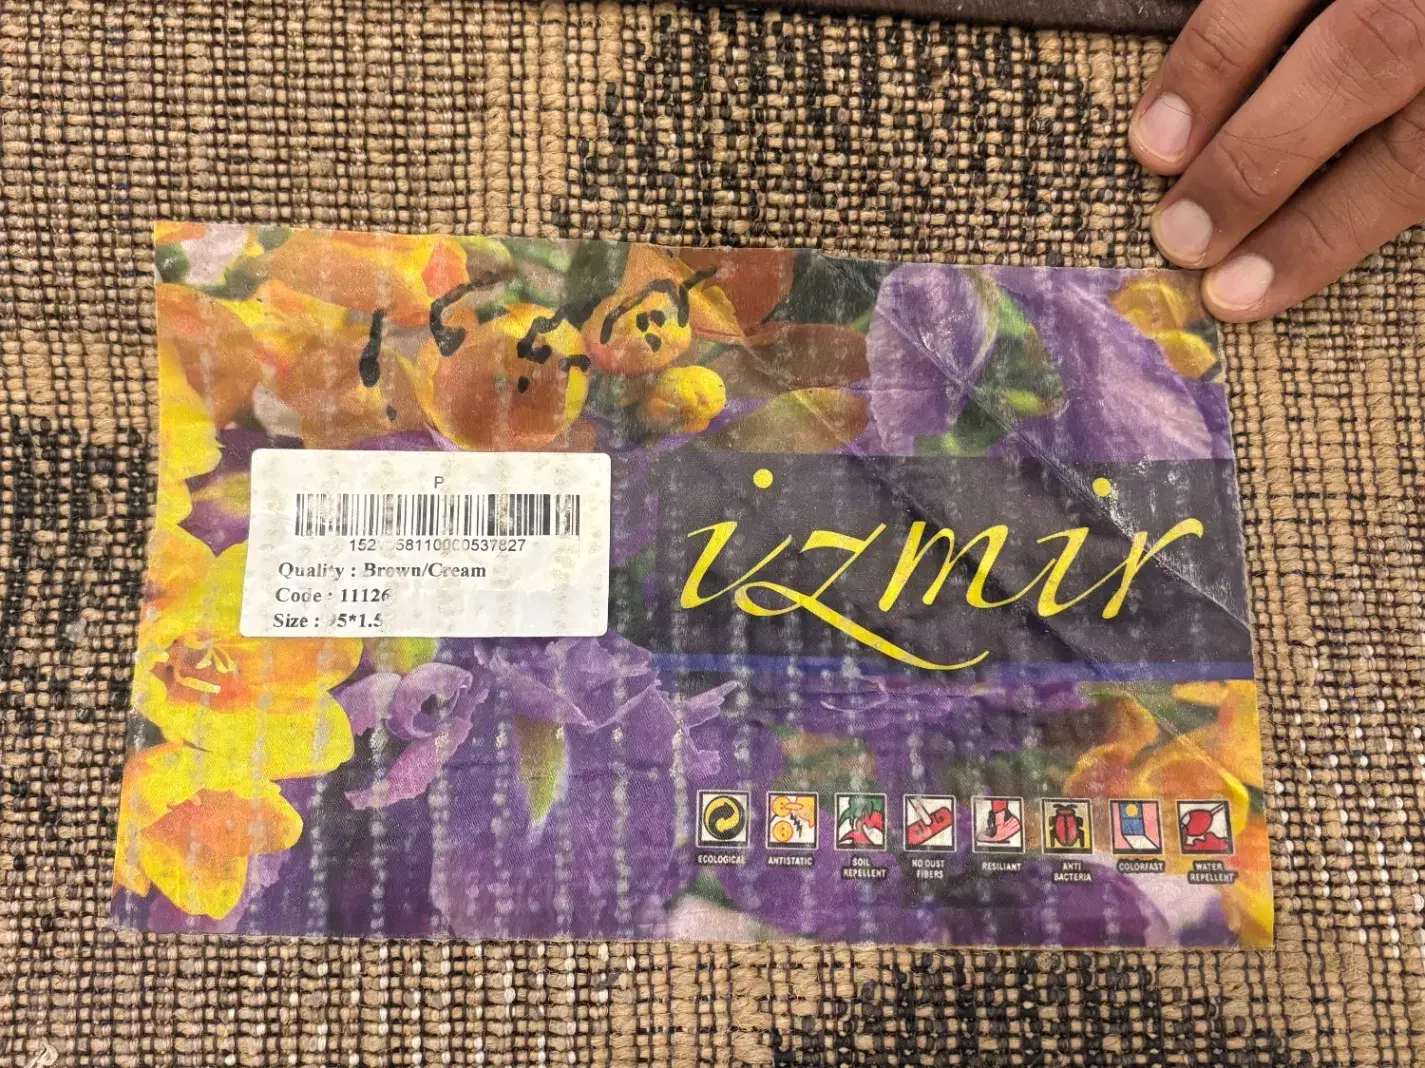 P
Quality : Brown/Cream
Code : 11126
izmir
ECOLOGICAL
ANTISTATIC
SOIL
REPELLENT
NO DUST
FIBERS
RESILIANT
ANTI
BACTERIA
COLORFAST
WATER
REPELLENT
Size :